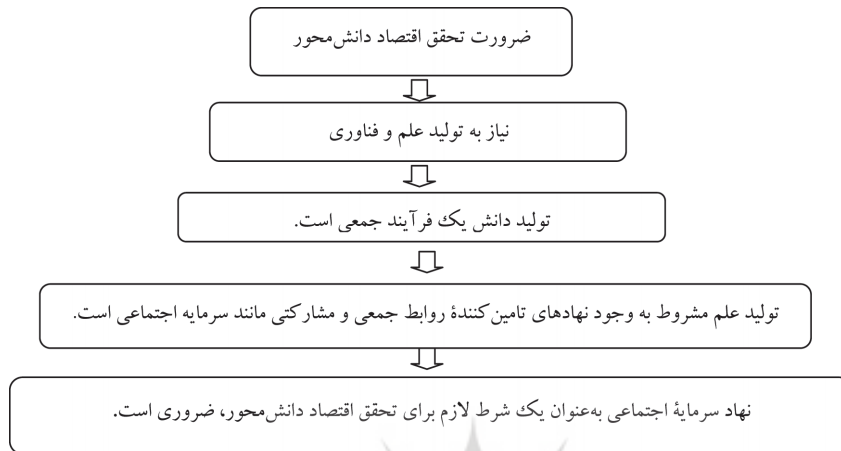 ضرورت تحقق اقتصاد دانش‌محور
نیاز به تولید علم و فناوری
تولید دانش یک فرآیند جمعی است.
تولید علم مشروط به وجود نهادهای تامین‌کنندهٔ روابط جمعی و مشارکتی مانند سرمایه اجتماعی است.
نهاد سرمایهٔ اجتماعی به‌عنوان یک شرط لازم برای تحقق اقتصاد دانش‌محور، ضروری است.